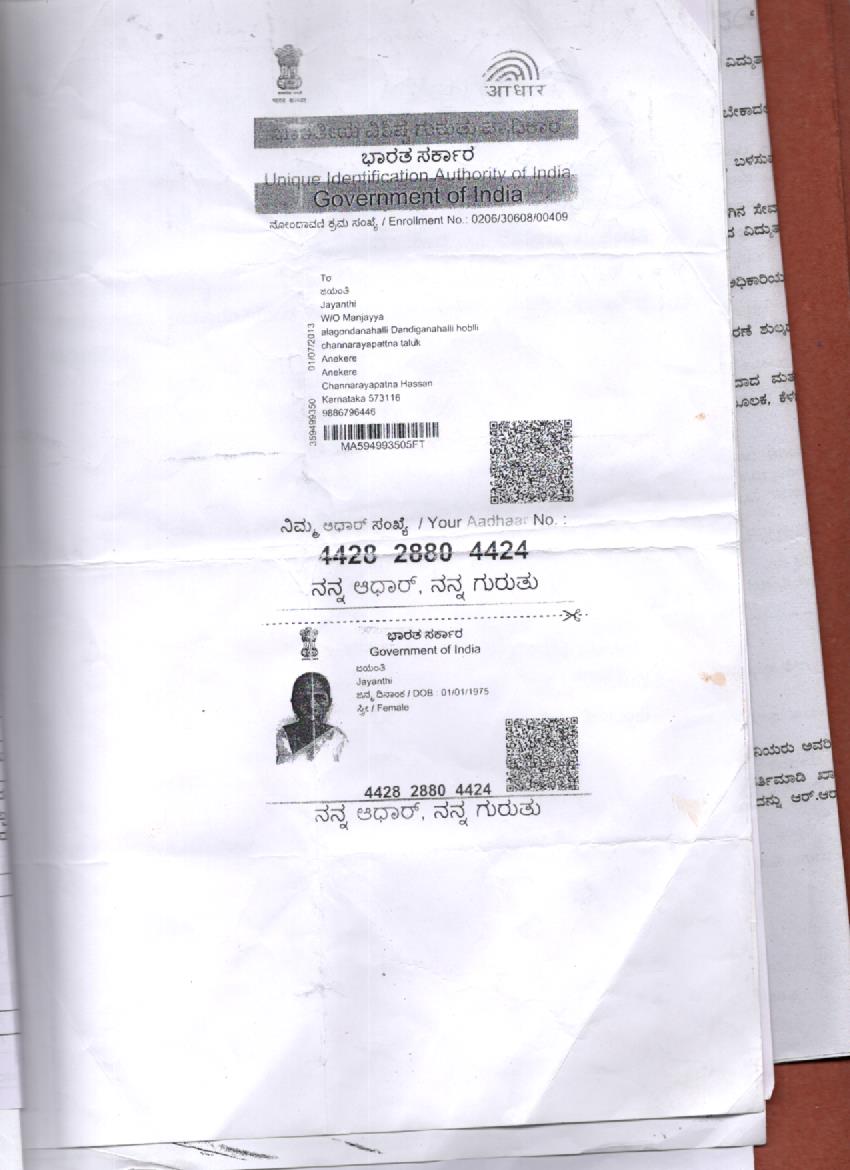 आधार
ಭಾರತೀಯ ವಿಶಿಷ್ಟ ಗುರುತು ಪ್ರಾಧಿಕಾರ
ಭಾರತ ಸರ್ಕಾರ
Unique Identification Authority of India
Government of India
ನೋಂದಾವಣಿ ಕ್ರಮ ಸಂಖ್ಯೆ / Enrollment No.: 0206/30608/00409
To
ಜಯಂತಿ
Jayanthi
W/O Manjayya
alagondanahalli Dandiganahalli hoblli
channarayapattna taluk
Anekere
Anekere
Channarayapatna Hassan
Karnataka 573116
9886796446
01/07/2013
359499350
MA594993505FT
ನಿಮ್ಮ ಆಧಾರ್ ಸಂಖ್ಯೆ / Your Aadhaar No. :
4428 2880 4424
ನನ್ನ ಆಧಾರ್, ನನ್ನ ಗುರುತು
ಭಾರತ ಸರ್ಕಾರ
Government of India
ಜಯಂತಿ
Jayanthi
ಜನ್ಮ ದಿನಾಂಕ / DOB : 01/01/1975
ಸ್ತ್ರೀ / Female
4428 2880 4424
ನನ್ನ ಆಧಾರ್, ನನ್ನ ಗುರುತು